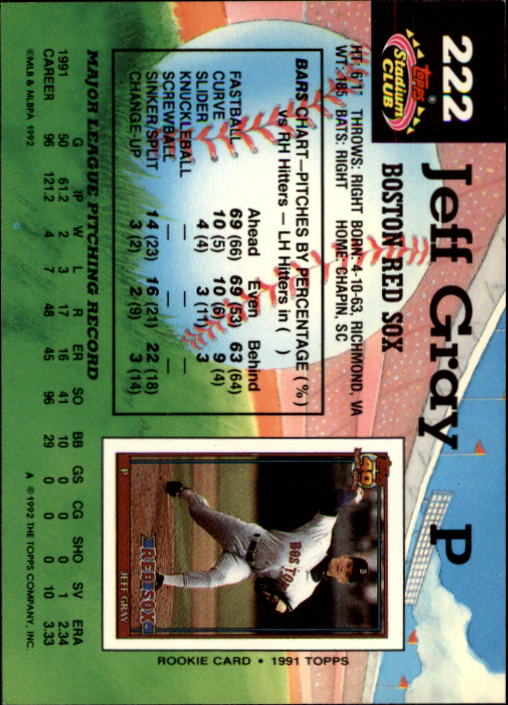 222
TOPPS
Stadium
CLUB
Jeff Gray P
BOSTON RED SOX
HT: 6'1" THROWS: RIGHT BORN: 4-10-63, RICHMOND, VA
WT: 185 BATS: RIGHT HOME: CHAPIN, SC
BARS CHART—PITCHES BY PERCENTAGE (%)
vs RH Hitters — LH Hitters in ( )
Ahead Even Behind
FASTBALL 69 (66) 69 (53) 63 (64)
CURVE 10 (5) 10 (6) 9 (4)
SLIDER 4 (4) 3 (11) 3
KNUCKLEBALL — — —
SCREWBALL — — —
SINKER/SPLIT 14 (23) 16 (21) 22 (18)
CHANGE-UP 3 (2) 2 (9) 3 (14)
TOPPS
40
P
BOSTON
B
RED SOX
JEFF GRAY
ROOKIE CARD • 1991 TOPPS
MAJOR LEAGUE PITCHING RECORD
G IP W L R ER SO BB GS CG SHO SV ERA
1991 50 61.2 2 3 17 16 41 10 0 0 0 1 2.34
CAREER 96 121.2 4 7 48 45 96 29 0 0 0 10 3.33
©MLB & MLBPA 1992 A ©1992 THE TOPPS COMPANY, INC.